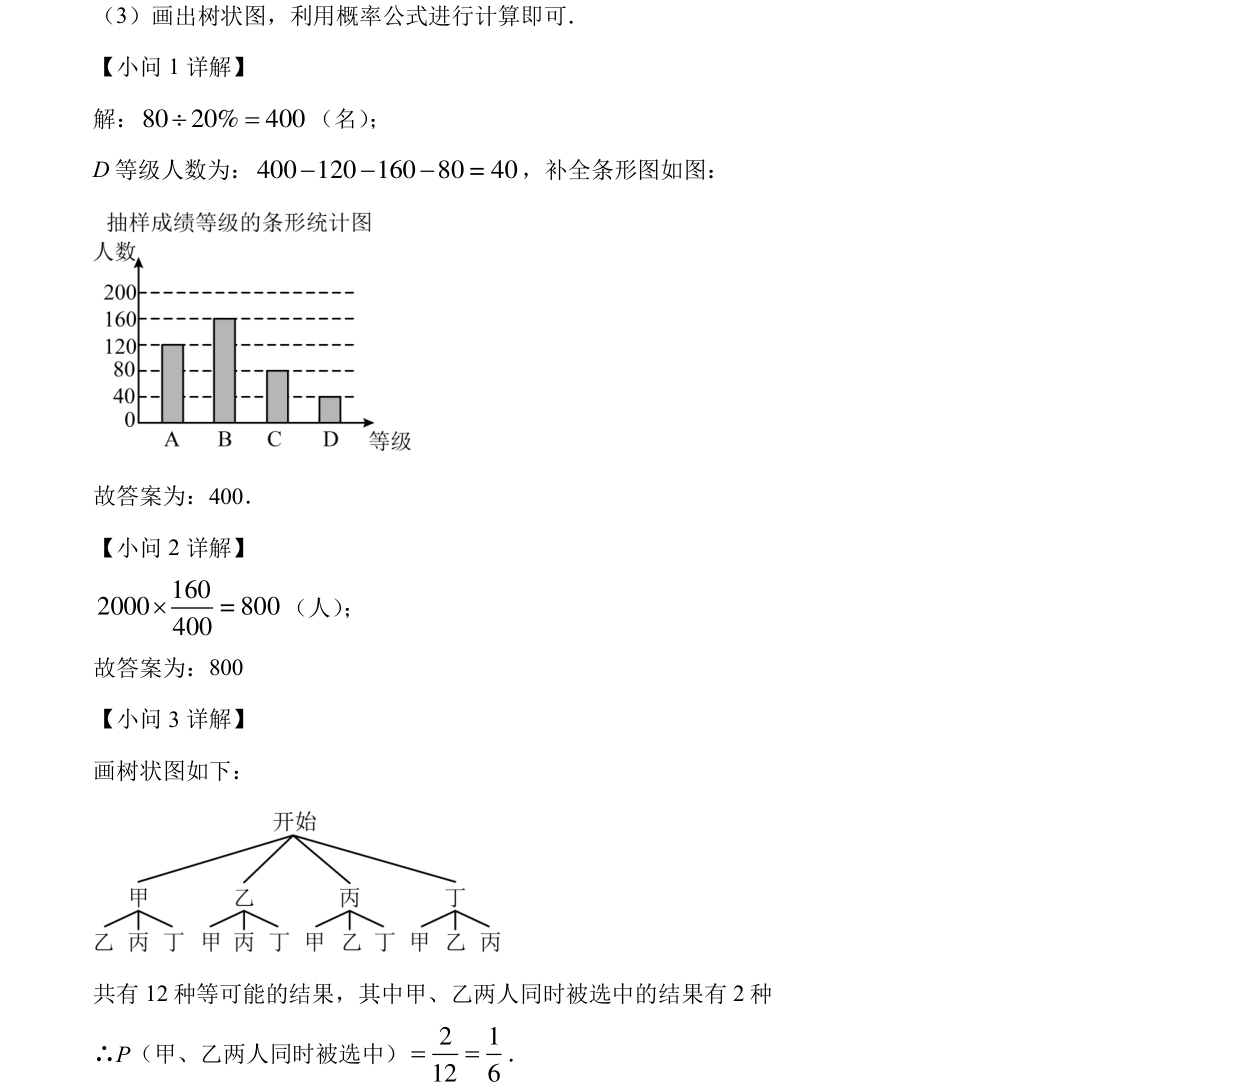 （3）画出树状图，利用概率公式进行计算即可．
【小问 1 详解】
解：80÷20%＝400（名）；
D 等级人数为：400－120－160－80＝40，补全条形图如图：
抽样成绩等级的条形统计图
人数
200
160
120
80
40
0
A B C D 等级
故答案为：400．
【小问 2 详解】
2000×160/400＝800（人）；
故答案为：800
【小问 3 详解】
画树状图如下：
开始
甲 乙 丙 丁
乙 丙 丁 甲 丙 丁 甲 乙 丁 甲 乙 丙
共有 12 种等可能的结果，其中甲、乙两人同时被选中的结果有 2 种
∴P（甲、乙两人同时被选中）＝2/12＝1/6．